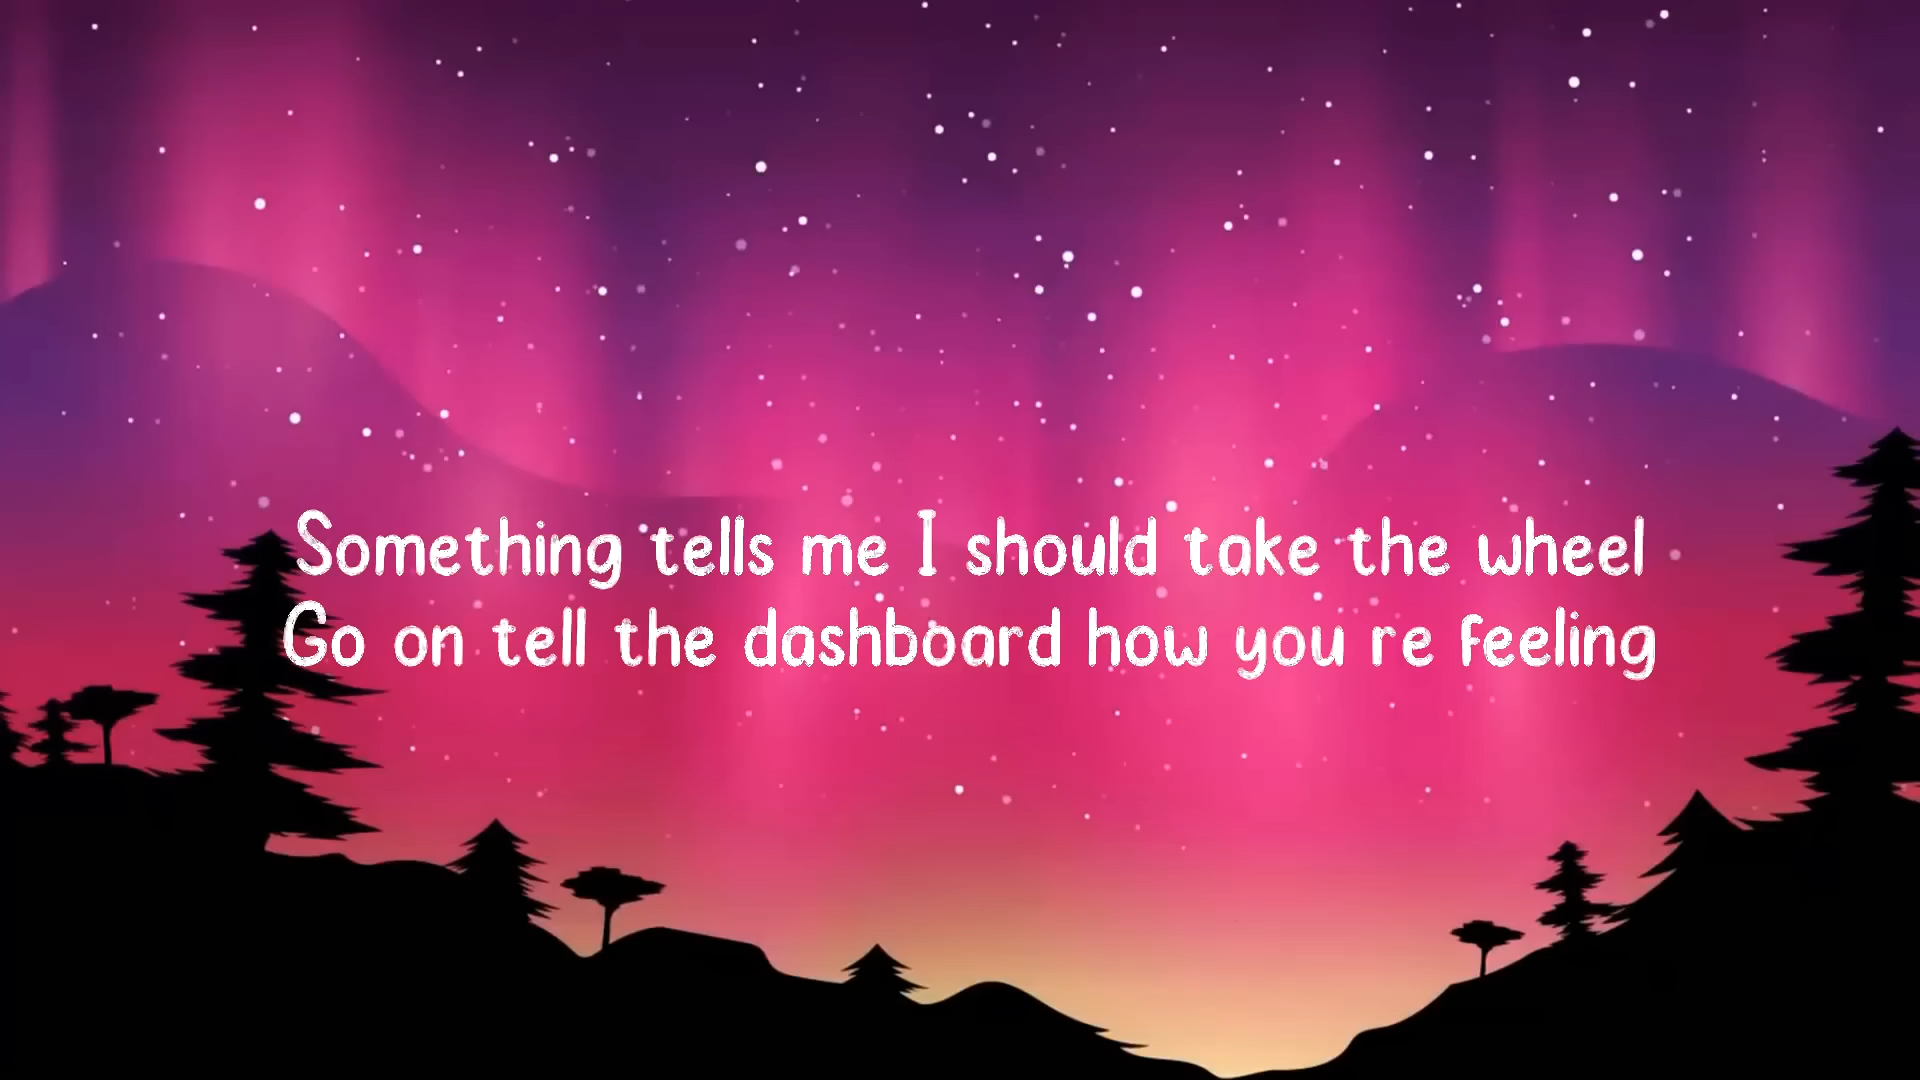 Something tells me I should take the wheel
Go on tell the dashboard how you re feeling